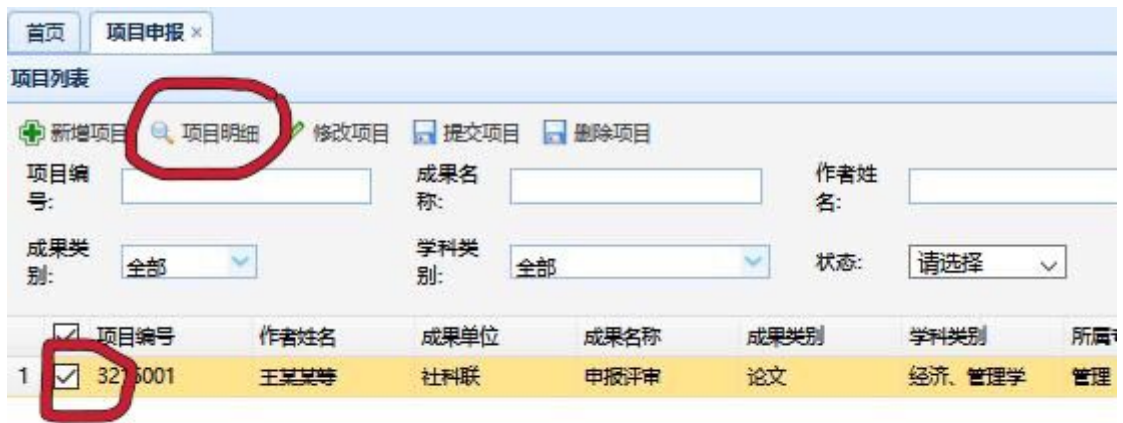 首页 项目申报 ×
项目列表
新增项目 项目明细 修改项目 提交项目 删除项目
项目编 成果名 作者姓
号: 称: 名:
成果类 学科类
别: 全部 别: 全部 状态: 请选择
项目编号 作者姓名 成果单位 成果名称 成果类别 学科类别 所属
1 王某某等 社科联 申报评审 论文 经济、管理学 管理